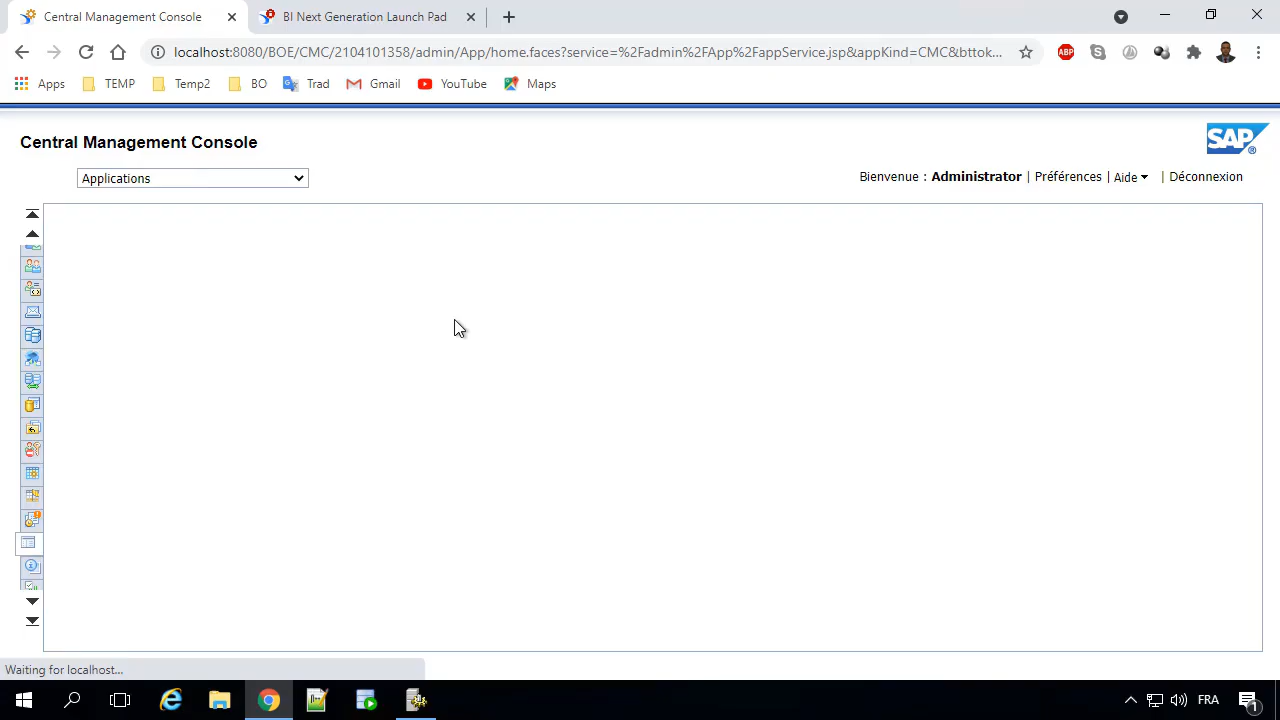 Central Management Console
BI Next Generation Launch Pad
localhost:8080/BOE/CMC/2104101358/admin/App/home.faces?service=%2Fadmin%2FApp%2FappService.jsp&appKind=CMC&bttok...
ABP
Apps
TEMP
Temp2
BO
Trad
Gmail
YouTube
Maps
Central Management Console
SAP®
Applications
Bienvenue : Administrator | Préférences | Aide | Déconnexion
Waiting for localhost...
FRA
1